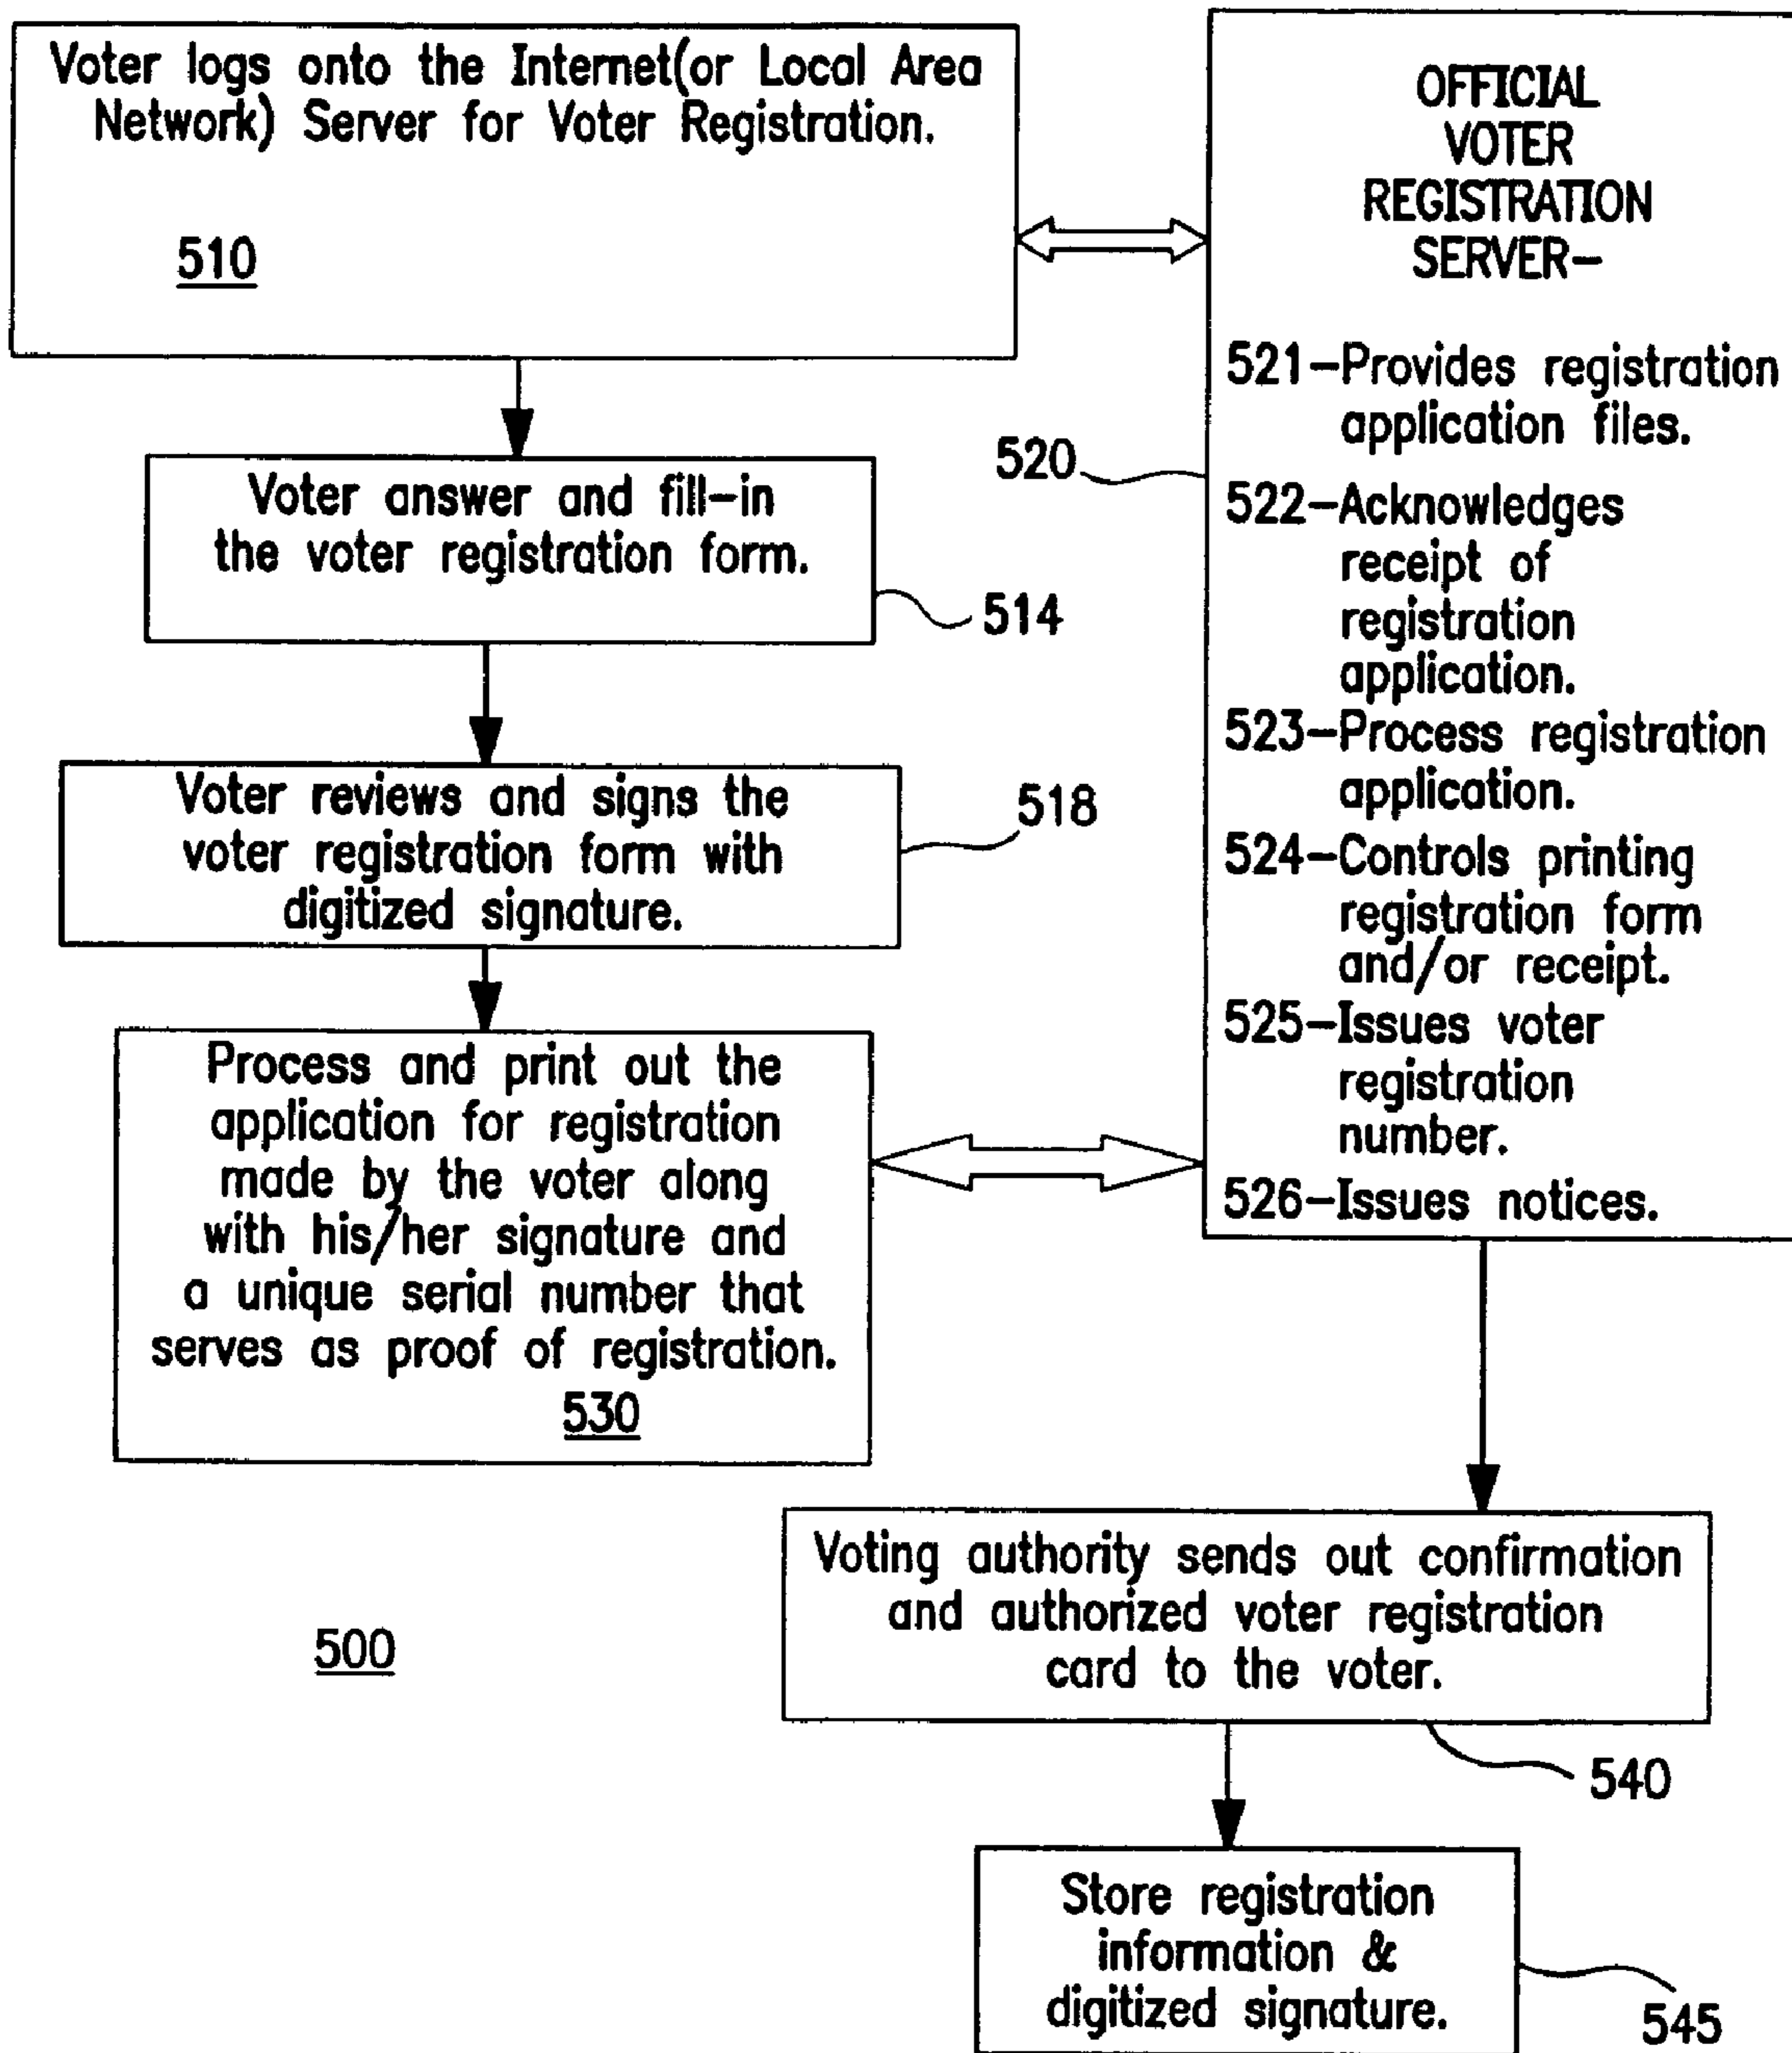 Voter logs onto the Internet(or Local Area
Network) Server for Voter Registration.
510
Voter answer and fill-in
the voter registration form.
514
Voter reviews and signs the
voter registration form with
digitized signature.
518
Process and print out the
application for registration
made by the voter along
with his/her signature and
a unique serial number that
serves as proof of registration.
530
OFFICIAL
VOTER
REGISTRATION
SERVER-
521-Provides registration
application files.
520
522-Acknowledges
receipt of
registration
application.
523-Process registration
application.
524-Controls printing
registration form
and/or receipt.
525-Issues voter
registration
number.
526-Issues notices.
500
Voting authority sends out confirmation
and authorized voter registration
card to the voter.
540
Store registration
information &
digitized signature.
545